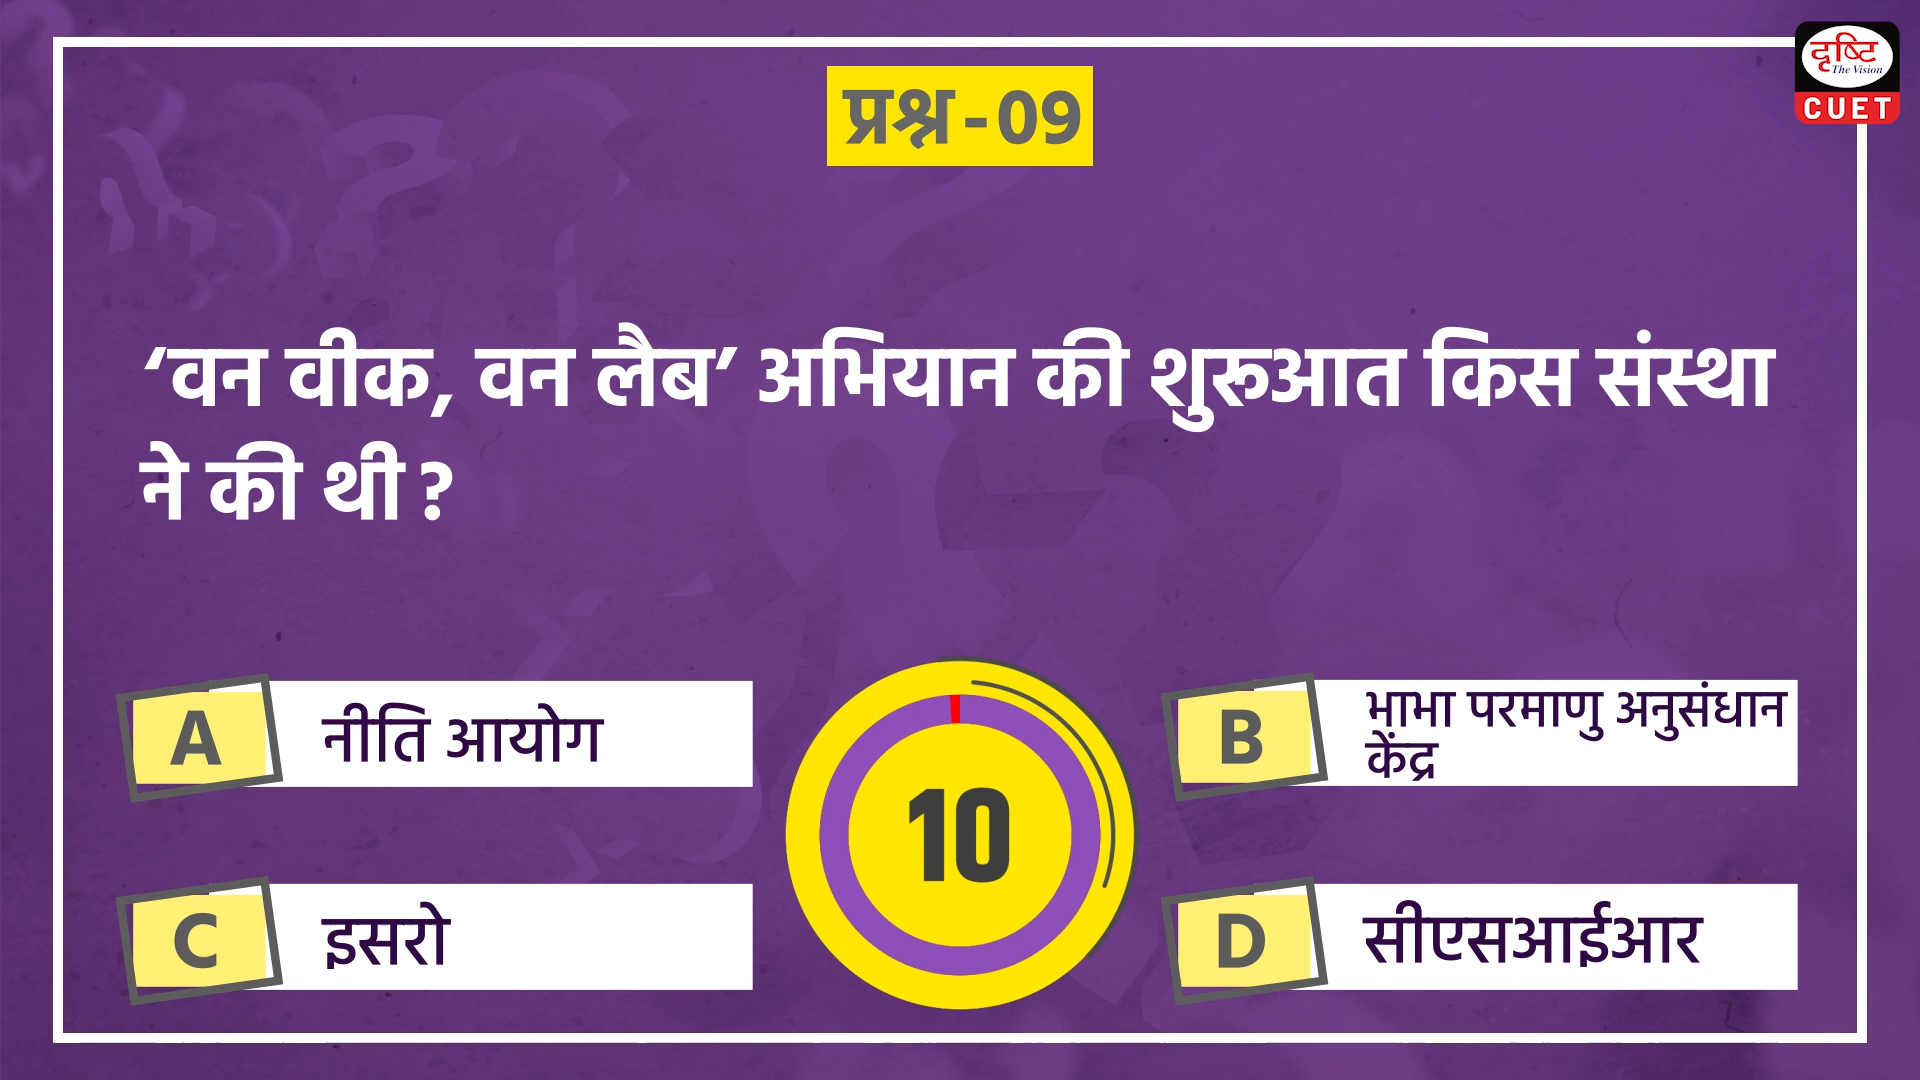 दृष्टि
The Vision
CUET
प्रश्न-09
‘वन वीक, वन लैब’ अभियान की शुरुआत किस संस्था
ने की थी?
A नीति आयोग
B भाभा परमाणु अनुसंधान
केंद्र
10
C इसरो
D सीएसआईआर